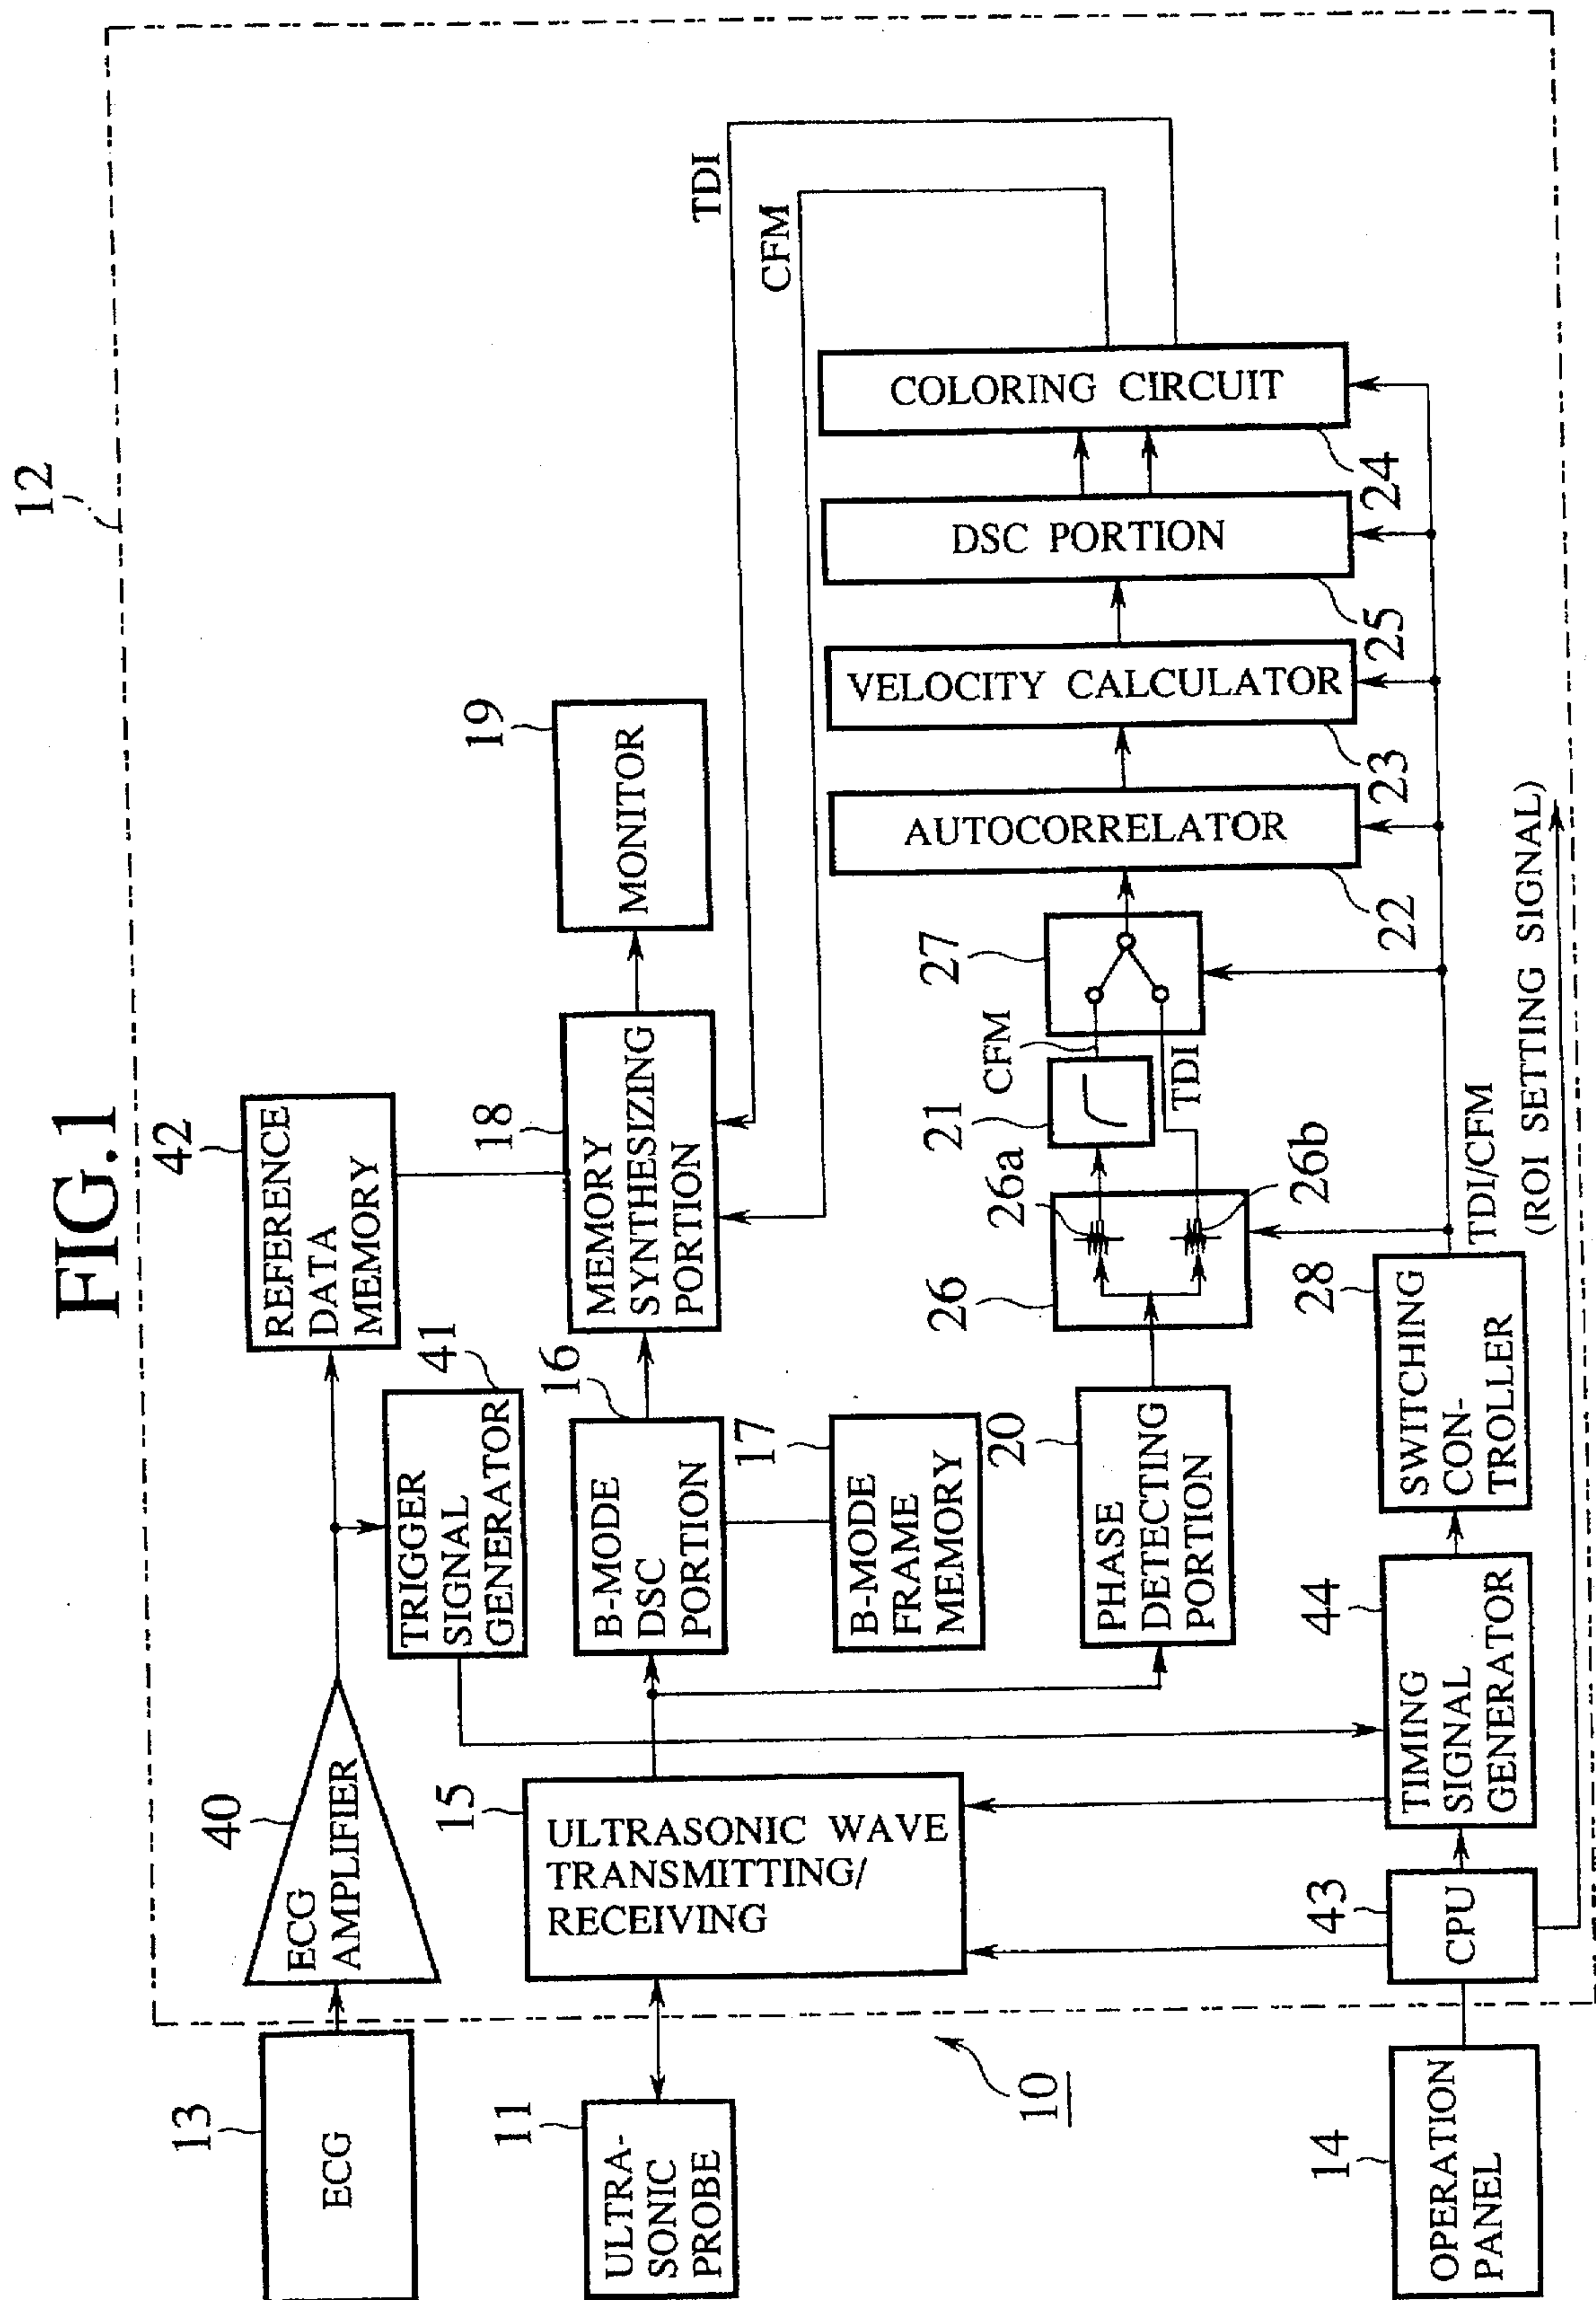 FIG.1
12
13
ECG
40
ECG
AMPLIFIER
42
REFERENCE
DATA
MEMORY
41
TRIGGER
SIGNAL
GENERATOR
11
ULTRA-
SONIC
PROBE
15
ULTRASONIC WAVE
TRANSMITTING/
RECEIVING
16
B-MODE
DSC
PORTION
18
MEMORY
SYNTHESIZING
PORTION
19
MONITOR
TDI
CFM
17
B-MODE
FRAME
MEMORY
10
20
PHASE
DETECTING
PORTION
26
26a
26b
21
CFM
TDI
27
AUTOCORRELATOR
22
VELOCITY CALCULATOR
23
DSC PORTION
25
COLORING CIRCUIT
24
14
OPERATION
PANEL
43
CPU
44
TIMING
SIGNAL
GENERATOR
28
SWITCHING
CON-
TROLLER
TDI/CFM
(ROI SETTING SIGNAL)